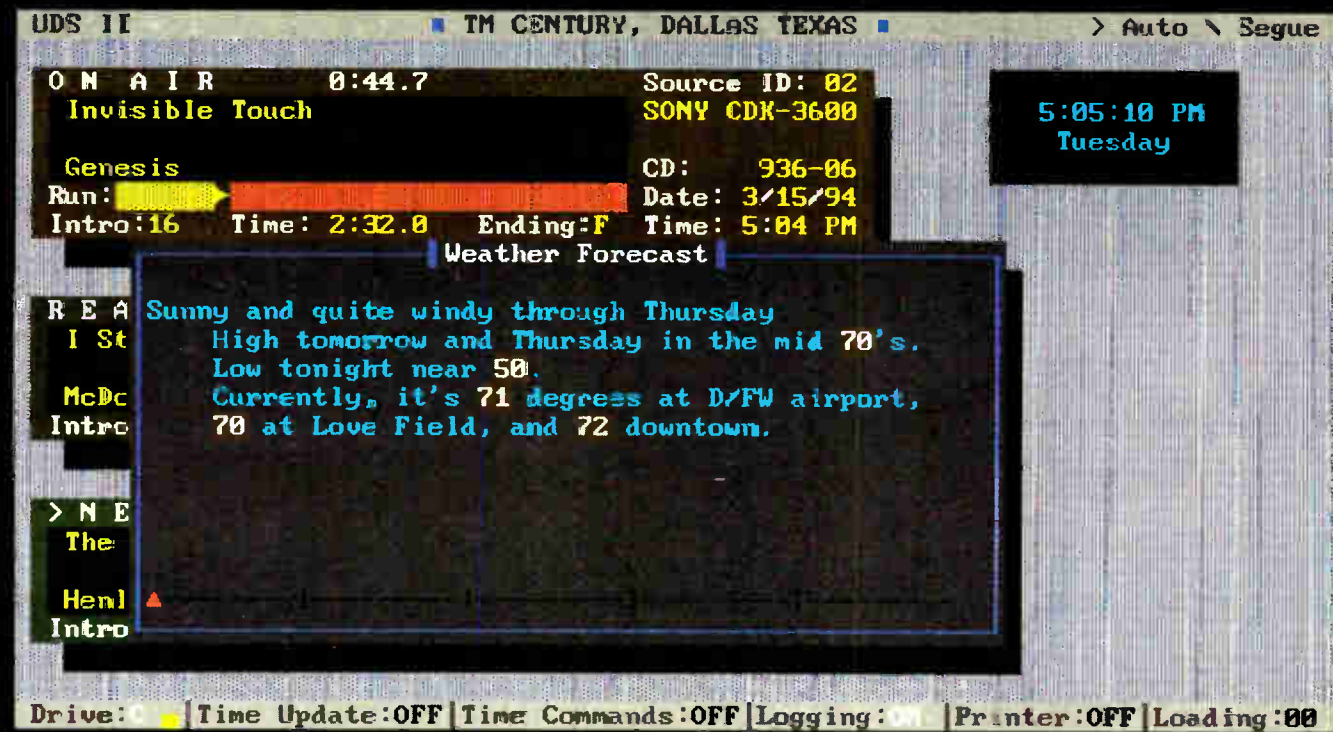 UDS II TM CENTURY, DALLAS TEXAS > Auto \ Segue
O N A I R 0:44.7 Source ID: 02
Invisible Touch SONY CDK-3600
5:05:10 PM
Tuesday
Genesis CD: 936-06
Run: Date: 3/15/94
Intro:16 Time: 2:32.0 Ending:F Time: 5:04 PM
Weather Forecast
R E A Sunny and quite windy through Thursday
I St High tomorrow and Thursday in the mid 70's.
Low tonight near 50.
McDo Currently, it's 71 degrees at D/FW airport,
Intro 70 at Love Field, and 72 downtown.
> N E
The
Henl
Intro
Drive: Time Update:OFF Time Commands:OFF Logging: Printer:OFF Loading:00